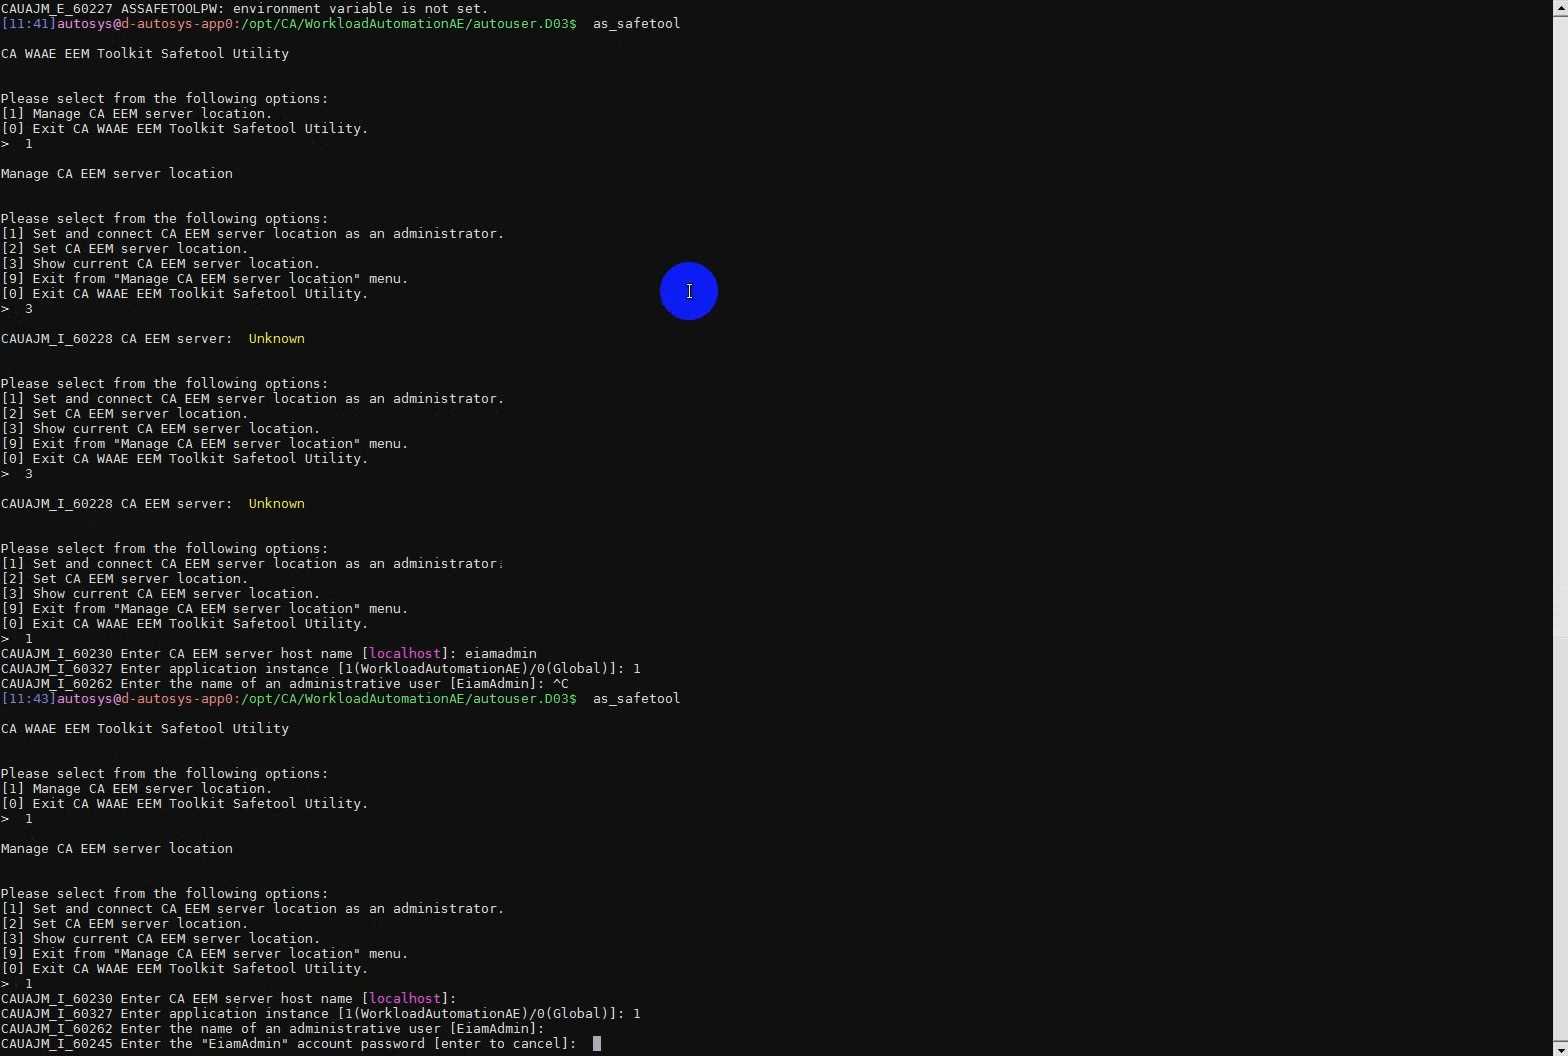 CAUAJM_E_60227 ASSAFETOOLPW: environment variable is not set.
[11:41]autosys@d-autosys-app0:/opt/CA/WorkloadAutomationAE/autouser.D03$  as_safetool
CA WAAE EEM Toolkit Safetool Utility
Please select from the following options:
[1] Manage CA EEM server location.
[0] Exit CA WAAE EEM Toolkit Safetool Utility.
>  1
Manage CA EEM server location
Please select from the following options:
[1] Set and connect CA EEM server location as an administrator.
[2] Set CA EEM server location.
[3] Show current CA EEM server location.
[9] Exit from "Manage CA EEM server location" menu.
[0] Exit CA WAAE EEM Toolkit Safetool Utility.
>  3
CAUAJM_I_60228 CA EEM server:  Unknown
Please select from the following options:
[1] Set and connect CA EEM server location as an administrator.
[2] Set CA EEM server location.
[3] Show current CA EEM server location.
[9] Exit from "Manage CA EEM server location" menu.
[0] Exit CA WAAE EEM Toolkit Safetool Utility.
>  3
CAUAJM_I_60228 CA EEM server:  Unknown
Please select from the following options:
[1] Set and connect CA EEM server location as an administrator.
[2] Set CA EEM server location.
[3] Show current CA EEM server location.
[9] Exit from "Manage CA EEM server location" menu.
[0] Exit CA WAAE EEM Toolkit Safetool Utility.
>  1
CAUAJM_I_60230 Enter CA EEM server host name [localhost]: eiamadmin
CAUAJM_I_60327 Enter application instance [1(WorkloadAutomationAE)/0(Global)]: 1
CAUAJM_I_60262 Enter the name of an administrative user [EiamAdmin]: ^C
[11:43]autosys@d-autosys-app0:/opt/CA/WorkloadAutomationAE/autouser.D03$  as_safetool
CA WAAE EEM Toolkit Safetool Utility
Please select from the following options:
[1] Manage CA EEM server location.
[0] Exit CA WAAE EEM Toolkit Safetool Utility.
>  1
Manage CA EEM server location
Please select from the following options:
[1] Set and connect CA EEM server location as an administrator.
[2] Set CA EEM server location.
[3] Show current CA EEM server location.
[9] Exit from "Manage CA EEM server location" menu.
[0] Exit CA WAAE EEM Toolkit Safetool Utility.
>  1
CAUAJM_I_60230 Enter CA EEM server host name [localhost]:
CAUAJM_I_60327 Enter application instance [1(WorkloadAutomationAE)/0(Global)]: 1
CAUAJM_I_60262 Enter the name of an administrative user [EiamAdmin]:
CAUAJM_I_60245 Enter the "EiamAdmin" account password [enter to cancel]: